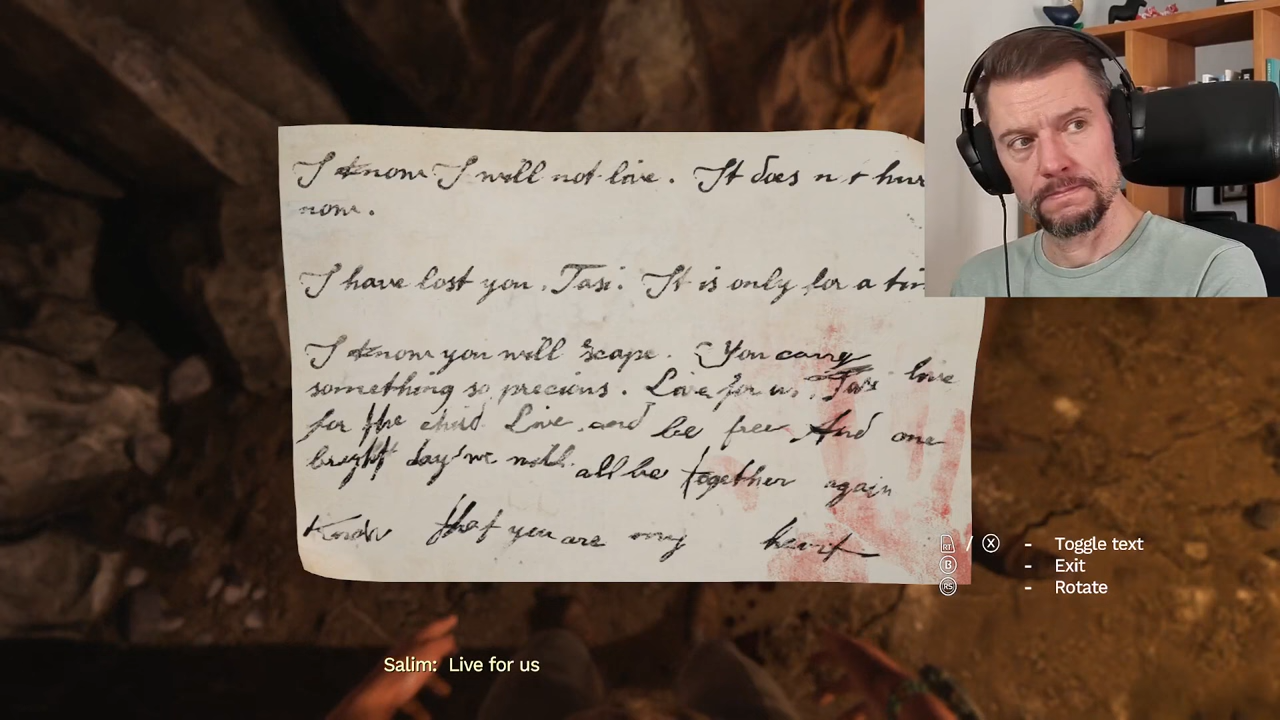 I know I will not live. It does n t hur
now.
I have lost you, Tasi. It is only for a tim
I know you will scape. You carry
something so precious. Live for us, Tasi live
for the child. Live, and be free And one
bright day we will all be together again
Know that you are my heart
RT / X - Toggle text
B - Exit
RS - Rotate
Salim: Live for us